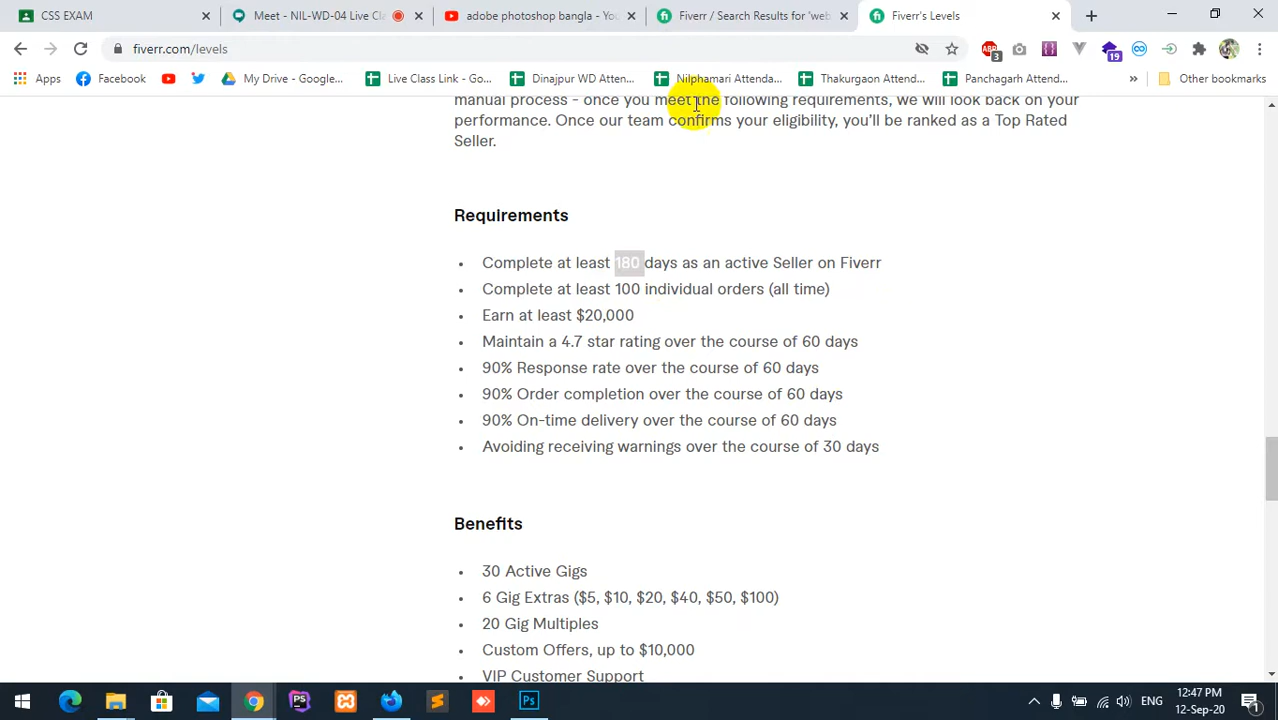 CSS EXAM
Meet - NIL-WD-04 Live Cl
adobe photoshop bangla - You
Fiverr / Search Results for 'web
Fiverr's Levels
fiverr.com/levels
ABP
3
19
Apps
Facebook
My Drive - Google...
Live Class Link - Go...
Dinajpur WD Atten...
Nilphamri Attenda...
Thakurgaon Attend...
Panchagarh Attend...
»
Other bookmarks
manual process - once you meet the following requirements, we will look back on your
performance. Once our team confirms your eligibility, you'll be ranked as a Top Rated
Seller.
Requirements
• Complete at least 180 days as an active Seller on Fiverr
• Complete at least 100 individual orders (all time)
• Earn at least $20,000
• Maintain a 4.7 star rating over the course of 60 days
• 90% Response rate over the course of 60 days
• 90% Order completion over the course of 60 days
• 90% On-time delivery over the course of 60 days
• Avoiding receiving warnings over the course of 30 days
Benefits
• 30 Active Gigs
• 6 Gig Extras ($5, $10, $20, $40, $50, $100)
• 20 Gig Multiples
• Custom Offers, up to $10,000
• VIP Customer Support
PS
Ps
ENG
12:47 PM
12-Sep-20
1